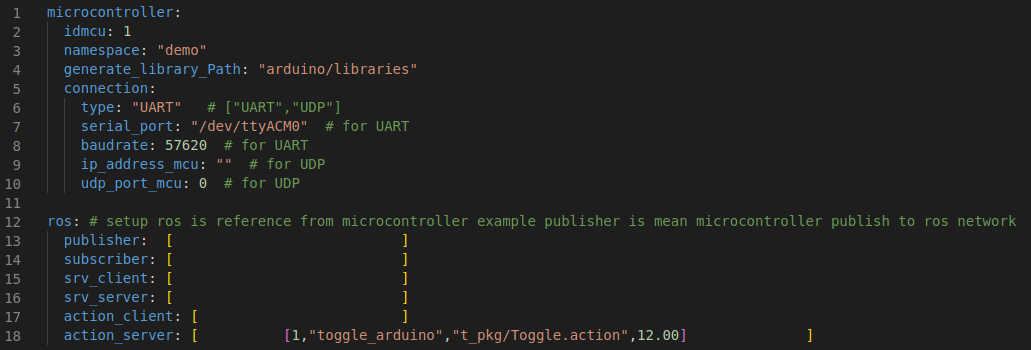 1 microcontroller:
2   idmcu: 1
3   namespace: "demo"
4   generate_library_Path: "arduino/libraries"
5   connection:
6     type: "UART"   # ["UART","UDP"]
7     serial_port: "/dev/ttyACM0"  # for UART
8     baudrate: 57620  # for UART
9     ip_address_mcu: ""  # for UDP
10     udp_port_mcu: 0  # for UDP
11
12 ros: # setup ros is reference from microcontroller example publisher is mean microcontroller publish to ros network
13   publisher:  [                           ]
14   subscriber: [                           ]
15   srv_client: [                           ]
16   srv_server: [                           ]
17   action_client: [                        ]
18   action_server: [          [1,"toggle_arduino","t_pkg/Toggle.action",12.00]              ]